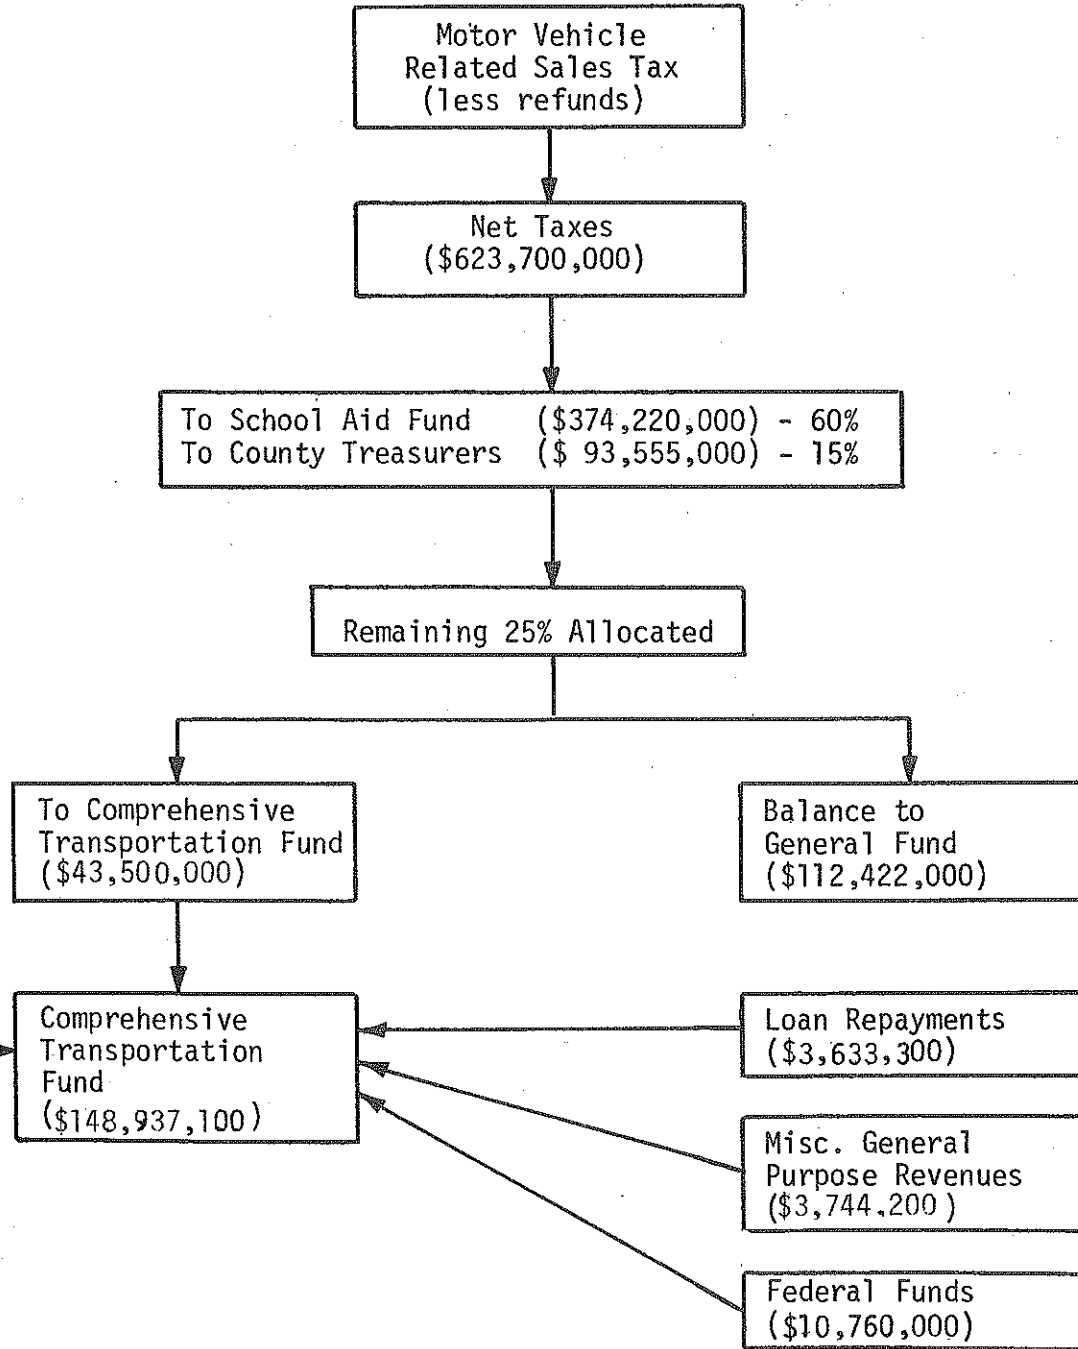 Motor Vehicle
Related Sales Tax
(less refunds)
Net Taxes
($623,700,000)
To School Aid Fund ($374,220,000) - 60%
To County Treasurers ($ 93,555,000) - 15%
Remaining 25% Allocated
To Comprehensive
Transportation Fund
($43,500,000)
Balance to
General Fund
($112,422,000)
Comprehensive
Transportation
Fund
($148,937,100)
Loan Repayments
($3,633,300)
Misc. General
Purpose Revenues
($3,744,200)
Federal Funds
($10,760,000)